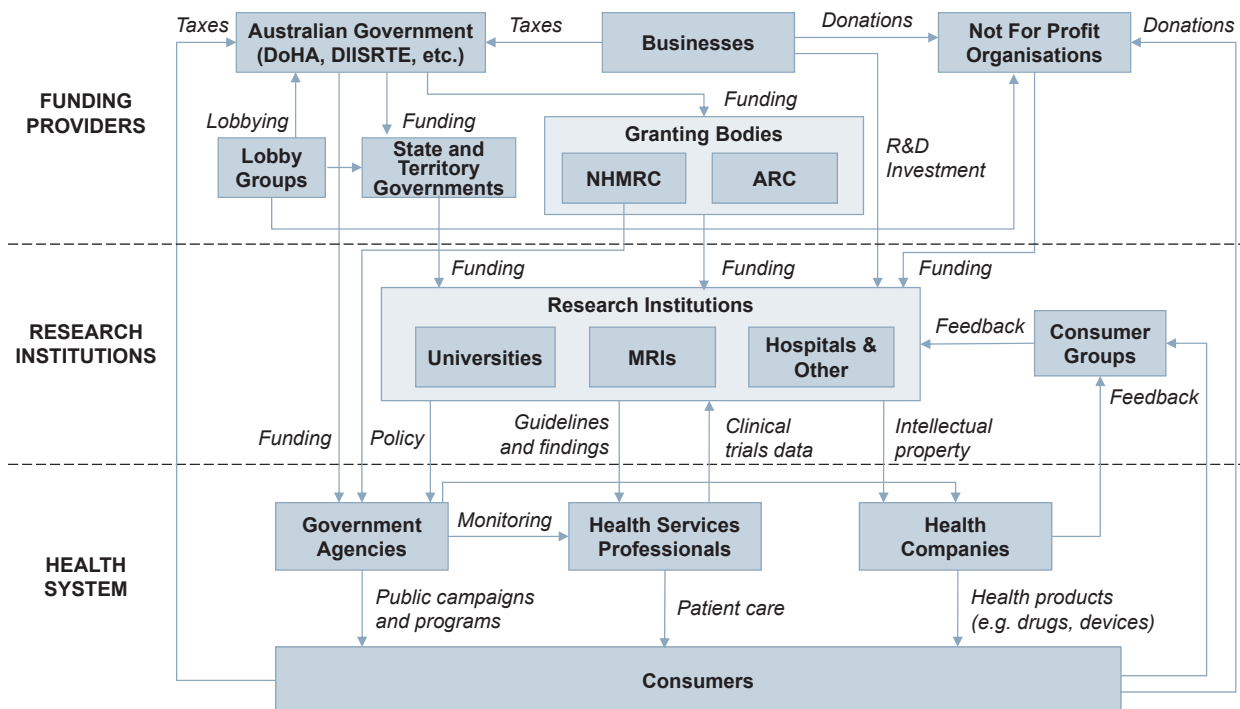 Taxes
Australian Government
(DoHA, DIISRTE, etc.)
Taxes
Businesses
Donations
Not For Profit
Organisations
Donations
FUNDING
PROVIDERS
Lobbying
Funding
Funding
Lobby
Groups
State and
Territory
Governments
Granting Bodies
NHMRC
ARC
R&D
Investment
Funding
Funding
Funding
RESEARCH
INSTITUTIONS
Research Institutions
Universities
MRIs
Hospitals &
Other
Feedback
Consumer
Groups
Feedback
Funding
Policy
Guidelines
and findings
Clinical
trials data
Intellectual
property
HEALTH
SYSTEM
Government
Agencies
Monitoring
Health Services
Professionals
Health
Companies
Public campaigns
and programs
Patient care
Health products
(e.g. drugs, devices)
Consumers